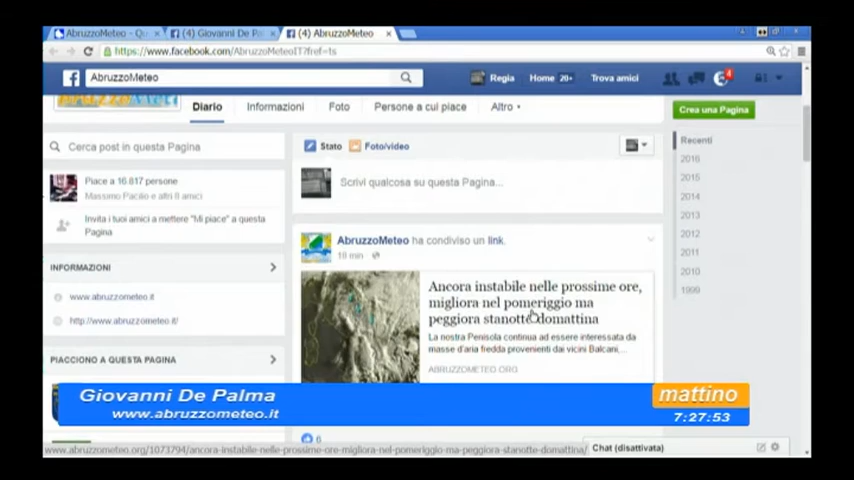 AbruzzoMeteo - Qu
(4) Giovanni De Pa
(4) AbruzzoMeteo
https://www.facebook.com/AbruzzoMeteoIT?fref=ts
AbruzzoMeteo
Regia
Home 20+
Trova amici
4
Diario
Informazioni
Foto
Persone a cui piace
Altro
Crea una Pagina
Cerca post in questa Pagina
Piace a 16.817 persone
Massimo Pacilio e altri 8 amici
Invita i tuoi amici a mettere "Mi piace" a questa
Pagina
INFORMAZIONI
www.abruzzometeo.it
http://www.abruzzometeo.it/
PIACCIONO A QUESTA PAGINA
Stato
Foto/video
Scrivi qualcosa su questa Pagina...
AbruzzoMeteo ha condiviso un link.
18 min
Ancora instabile nelle prossime ore,
migliora nel pomeriggio ma
peggiora stanotte-domattina
La nostra Penisola continua ad essere interessata da
masse d'aria fredda provenienti dai vicini Balcani,...
ABRUZZOMETEO.ORG
6
Recenti
2016
2015
2014
2013
2012
2011
2010
1999
Giovanni De Palma
www.abruzzometeo.it
mattino
7:27:53
www.abruzzometeo.org/1073794/ancora-instabile-nelle-prossime-ore-migliora-nel-pomeriggio-ma-peggiora-stanotte-domattina/
Chat (disattivata)